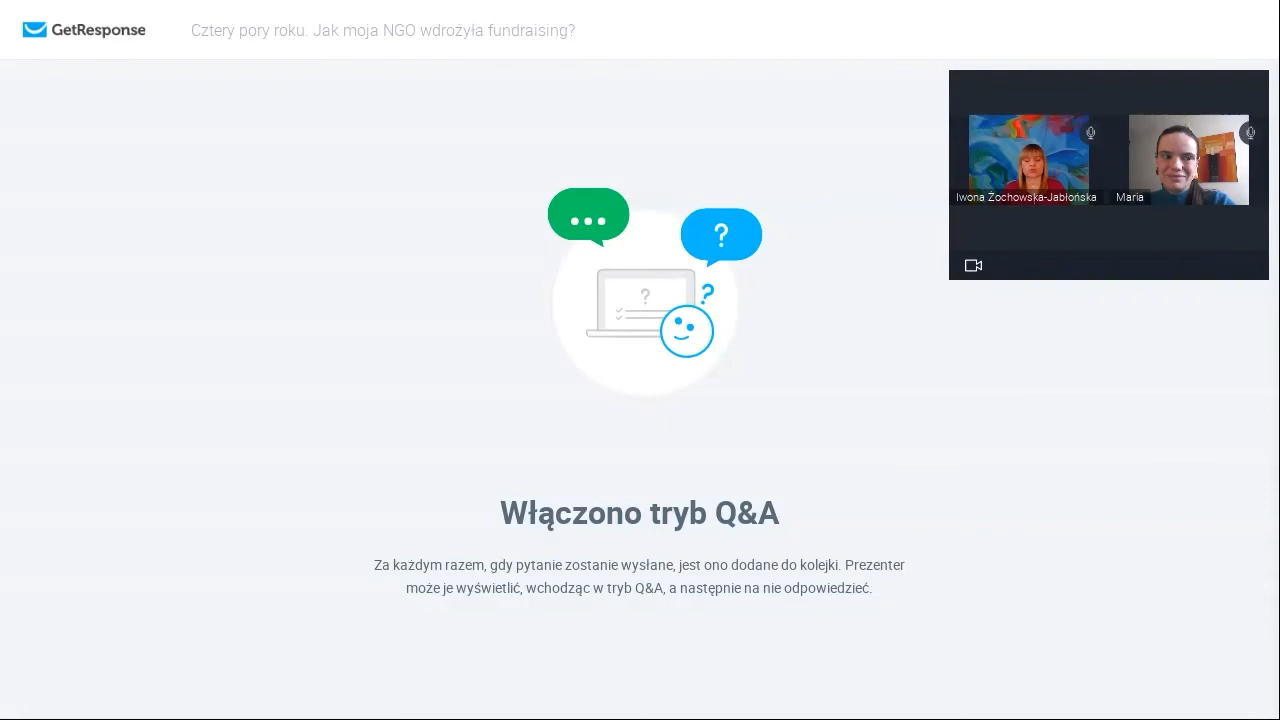 GetResponse
Cztery pory roku. Jak moja NGO wdrożyła fundraising?
Iwona Żochowska-Jabłońska
Maria
?
?
?
Włączono tryb Q&A
Za każdym razem, gdy pytanie zostanie wysłane, jest ono dodane do kolejki. Prezenter
może je wyświetlić, wchodząc w tryb Q&A, a następnie na nie odpowiedzieć.